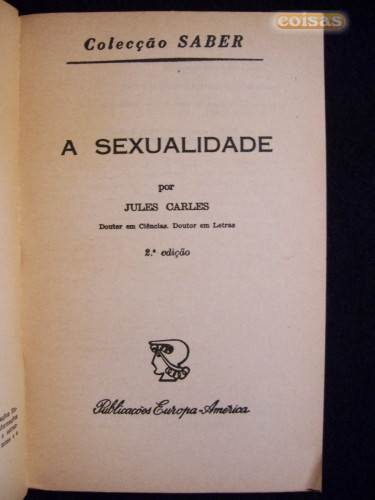 coisas
Colecção SABER
A SEXUALIDADE
por
JULES CARLES
Doutor em Ciências. Doutor em Letras
2.ª edição
Publicações Europa-América